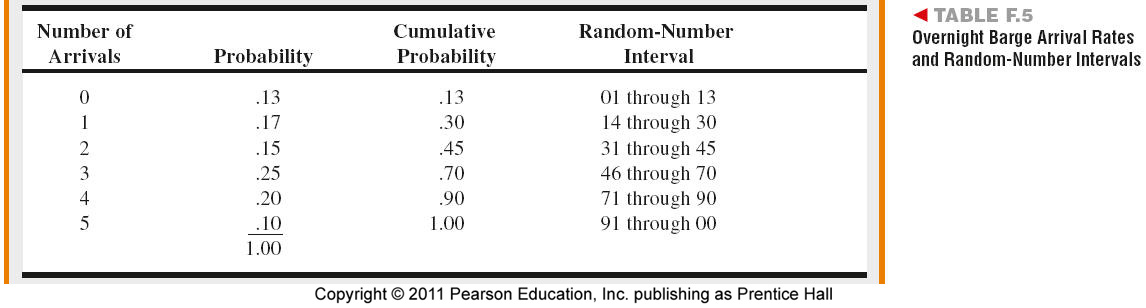 Number of Arrivals Probability Cumulative Probability Random-Number Interval
0 .13 .13 01 through 13
1 .17 .30 14 through 30
2 .15 .45 31 through 45
3 .25 .70 46 through 70
4 .20 .90 71 through 90
5 .10 1.00 91 through 00
1.00
◀ TABLE F.5
Overnight Barge Arrival Rates
and Random-Number Intervals
Copyright © 2011 Pearson Education, Inc. publishing as Prentice Hall